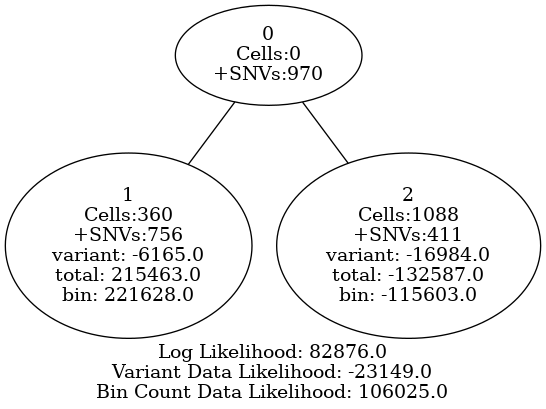 0
Cells:0
+SNVs:970
1
Cells:360
+SNVs:756
variant: -6165.0
total: 215463.0
bin: 221628.0
2
Cells:1088
+SNVs:411
variant: -16984.0
total: -132587.0
bin: -115603.0
Log Likelihood: 82876.0
Variant Data Likelihood: -23149.0
Bin Count Data Likelihood: 106025.0